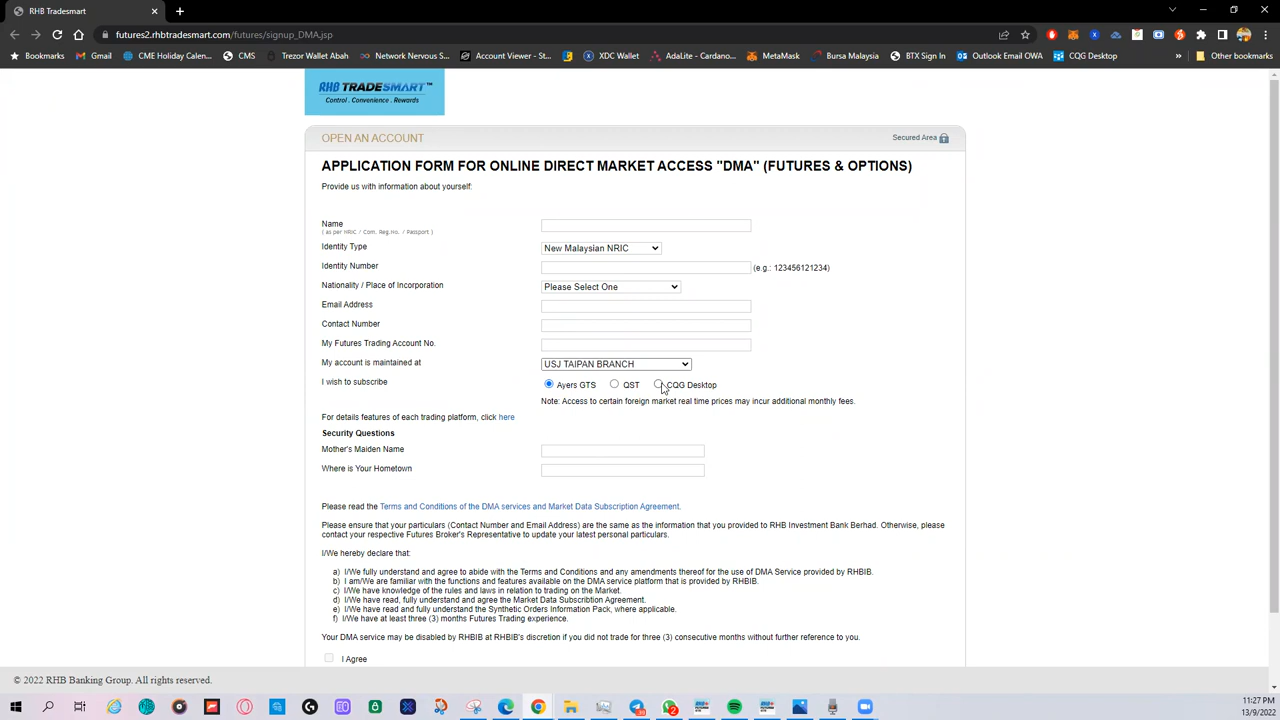 RHB Tradesmart
futures2.rhbtradesmart.com/futures/signup_DMA.jsp
Bookmarks Gmail CME Holiday Calen... CMS Trezor Wallet Abah Network Nervous S... Account Viewer - St... XDC Wallet AdaLite - Cardano... MetaMask Bursa Malaysia BTX Sign In Outlook Email OWA CQG Desktop » Other bookmarks
RHB TRADESMART™
Control . Convenience . Rewards
OPEN AN ACCOUNT Secured Area
APPLICATION FORM FOR ONLINE DIRECT MARKET ACCESS "DMA" (FUTURES & OPTIONS)
Provide us with information about yourself:
Name
( as per NRIC / Com. Reg.No. / Passport )
Identity Type New Malaysian NRIC
Identity Number (e.g.: 123456121234)
Nationality / Place of Incorporation Please Select One
Email Address
Contact Number
My Futures Trading Account No.
My account is maintained at USJ TAIPAN BRANCH
I wish to subscribe Ayers GTS QST CQG Desktop
Note: Access to certain foreign market real time prices may incur additional monthly fees.
For details features of each trading platform, click here
Security Questions
Mother's Maiden Name
Where is Your Hometown
Please read the Terms and Conditions of the DMA services and Market Data Subscription Agreement.
Please ensure that your particulars (Contact Number and Email Address) are the same as the information that you provided to RHB Investment Bank Berhad. Otherwise, please
contact your respective Futures Broker's Representative to update your latest personal particulars.
I/We hereby declare that:
a) I/We fully understand and agree to abide with the Terms and Conditions and any amendments thereof for the use of DMA Service provided by RHBIB.
b) I am/We are familiar with the functions and features available on the DMA service platform that is provided by RHBIB.
c) I/We have knowledge of the rules and laws in relation to trading on the Market.
d) I/We have read, fully understand and agree the Market Data Subscribtion Agreement.
e) I/We have read and fully understand the Synthetic Orders Information Pack, where applicable.
f) I/We have at least three (3) months Futures Trading experience.
Your DMA service may be disabled by RHBIB at RHBIB's discretion if you did not trade for three (3) consecutive months without further reference to you.
I Agree
© 2022 RHB Banking Group. All rights reserved.
11:27 PM
13/9/2022